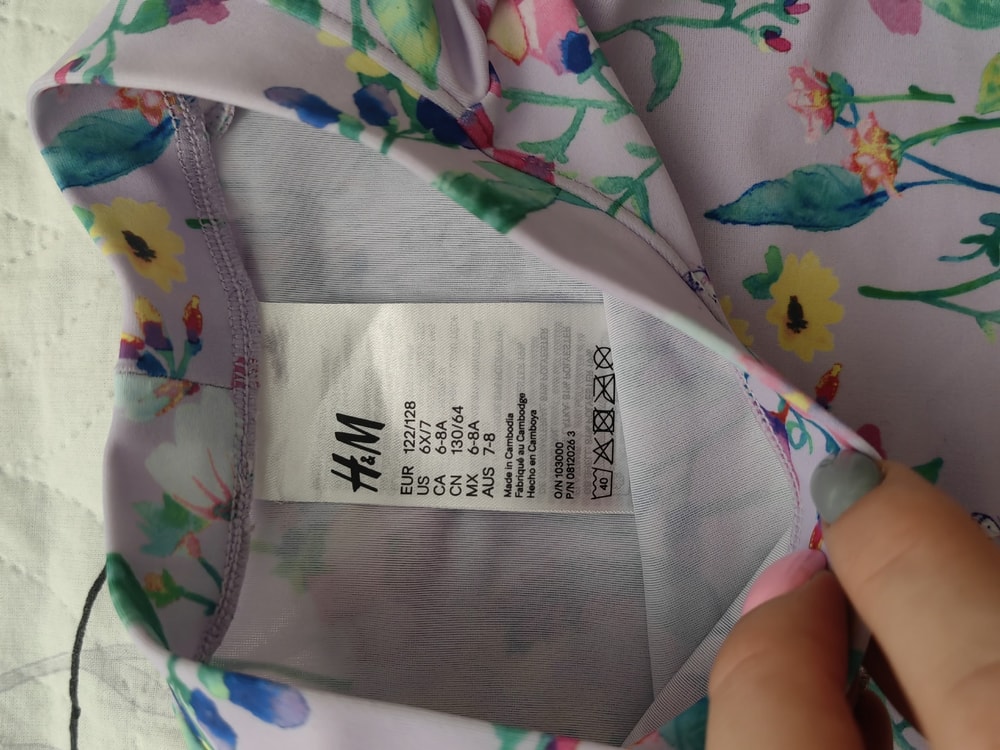 H&M
EUR 122/128
US 6X/7
CA 6-8A
CN 130/64
MX 6-8A
AUS 7-8
Made in Cambodia
Fabriqué au Cambodge
Hecho en Camboya
O/N 103000
P/N 0812026 3
40